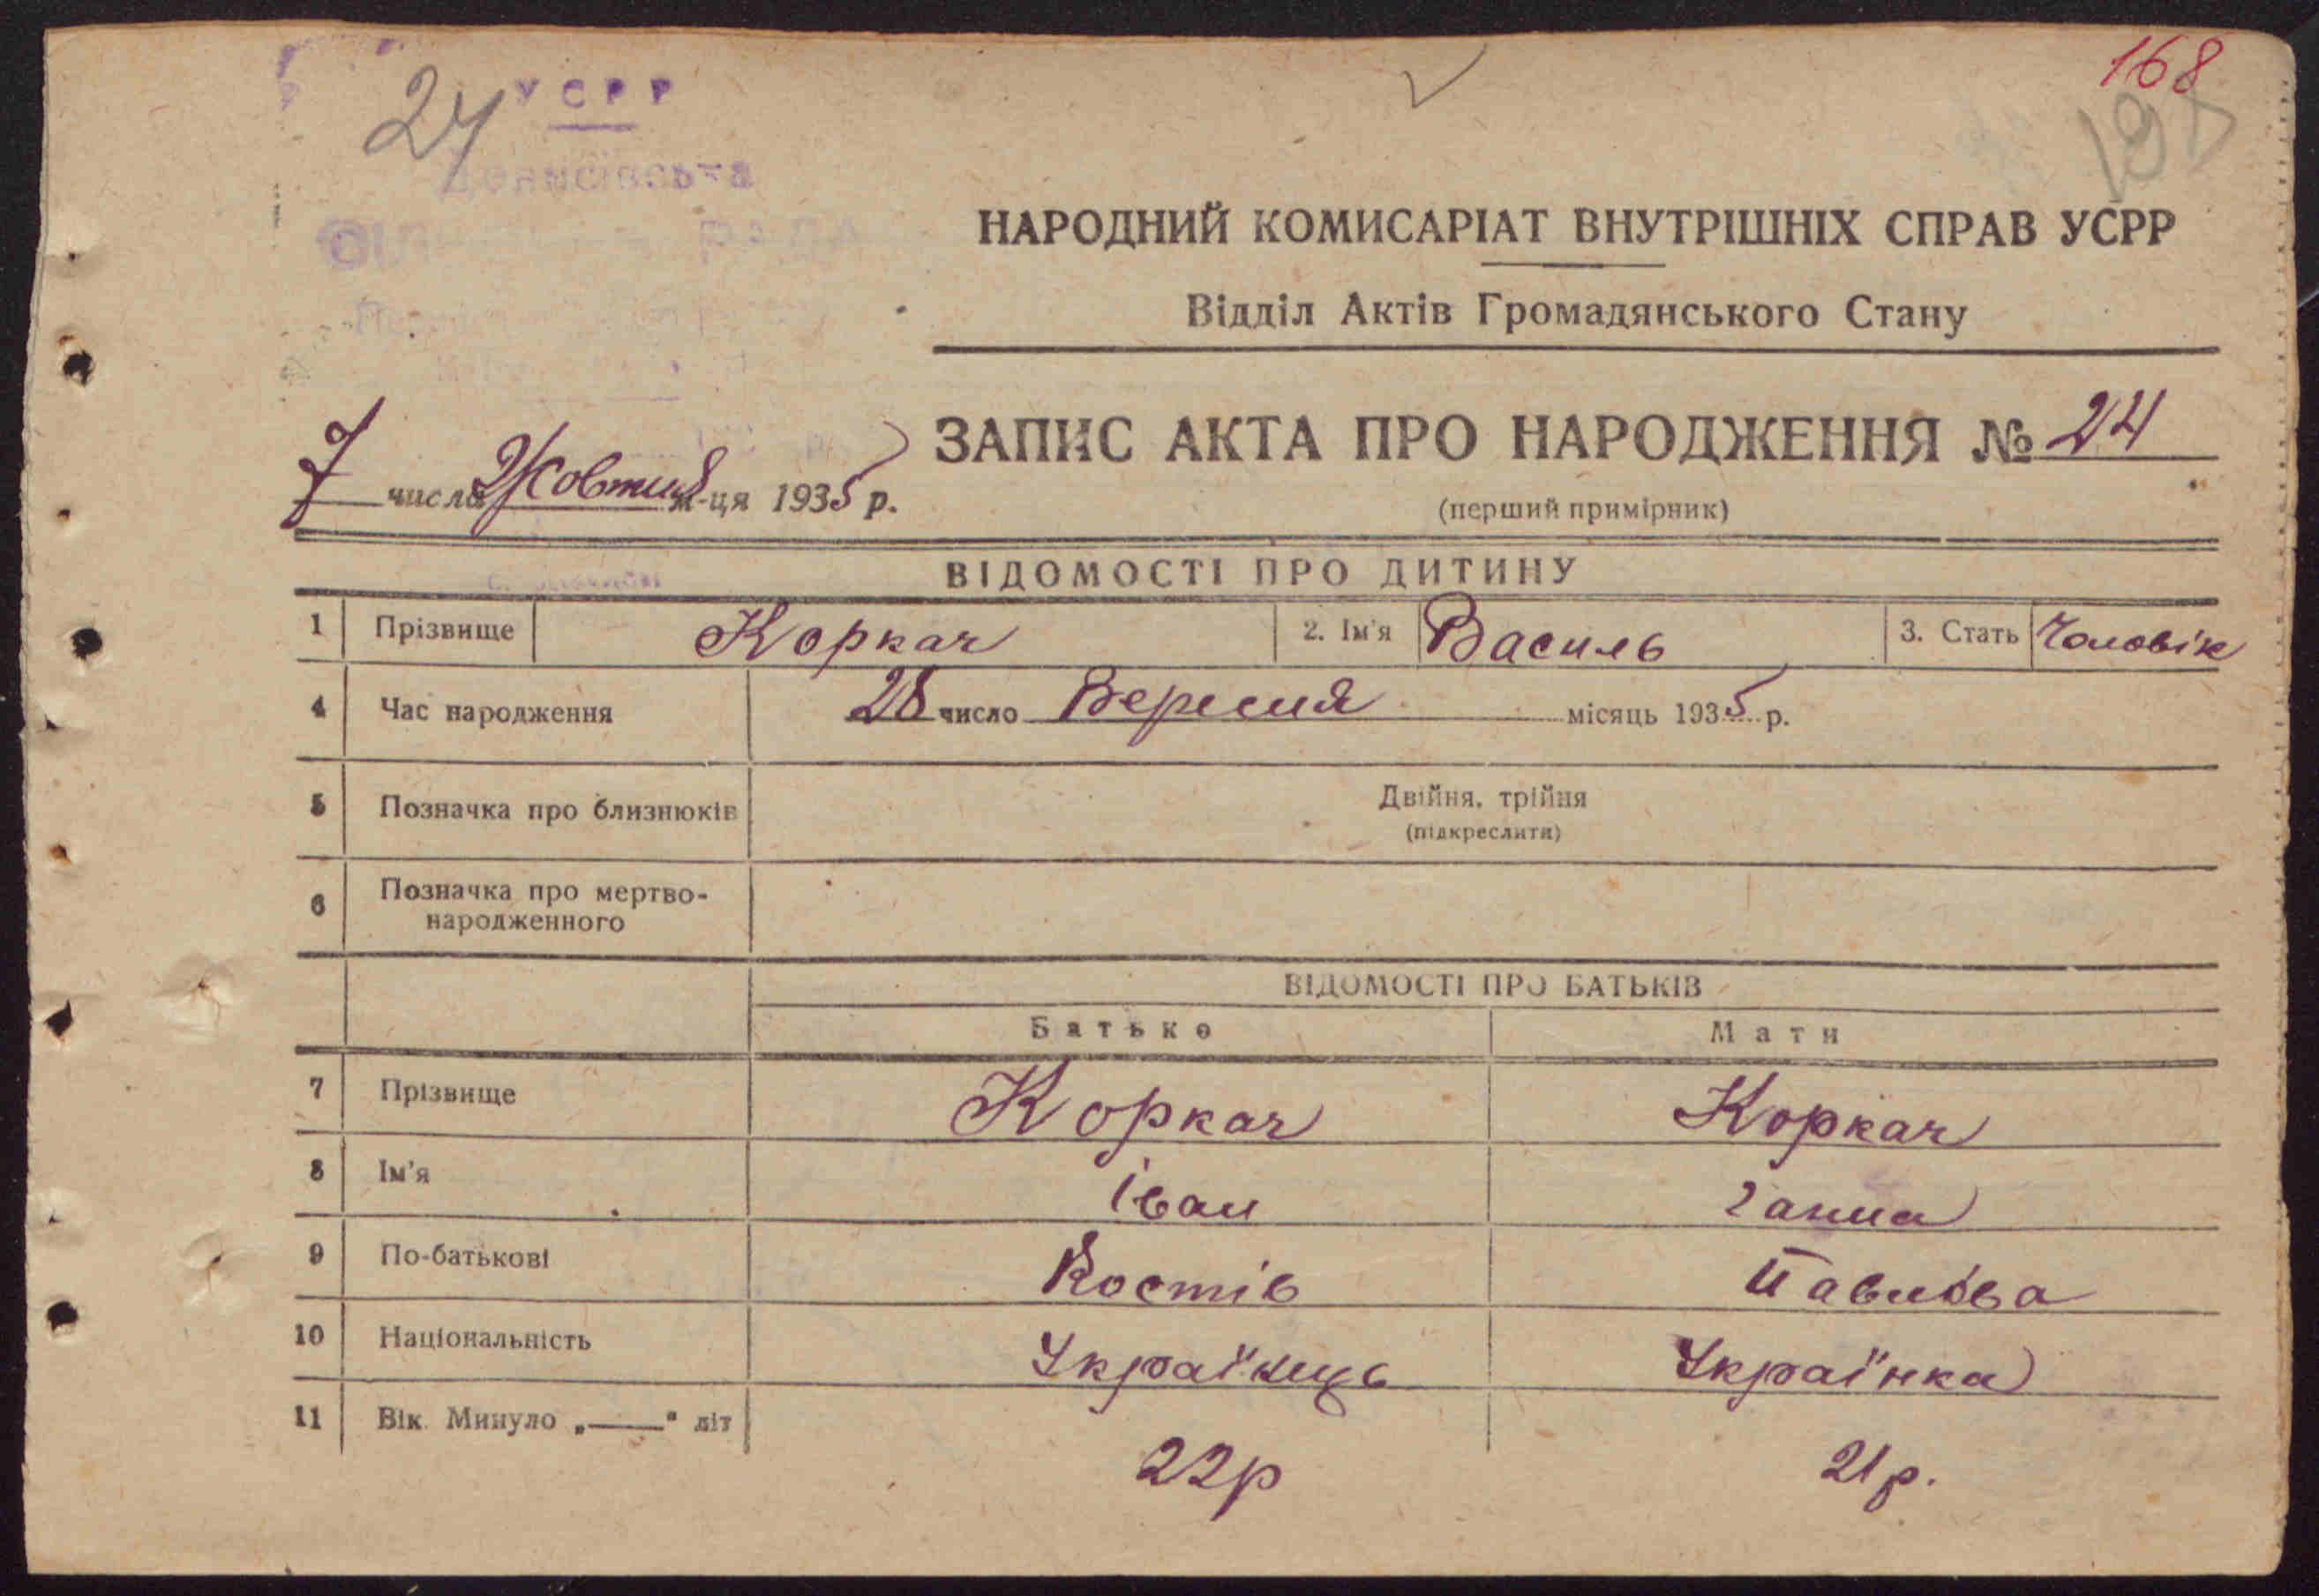 168
24
УСРР
Денисівська
РАДА
НАРОДНИЙ КОМИСАРІАТ ВНУТРІШНІХ СПРАВ УСРР
Відділ Актів Громадянського Стану
7 числа Жовтня м-ця 1935 р.
ЗАПИС АКТА ПРО НАРОДЖЕННЯ № 24
(перший примірник)
ВІДОМОСТІ ПРО ДИТИНУ
1 Прізвище Коркач 2. Ім'я Василь 3. Стать Чоловік
4 Час народження 28 число Вересня місяць 1935 р.
5 Позначка про близнюків Двійня, трійня
(підкреслити)
6 Позначка про мертво-
народженного
ВІДОМОСТІ ПРО БАТЬКІВ
Батько Мати
7 Прізвище Коркач Коркач
8 Ім'я Іван Ганна
9 По-батькові Костів Павлова
10 Національність Українець Українка
11 Вік. Минуло „——" літ 22р 21р.